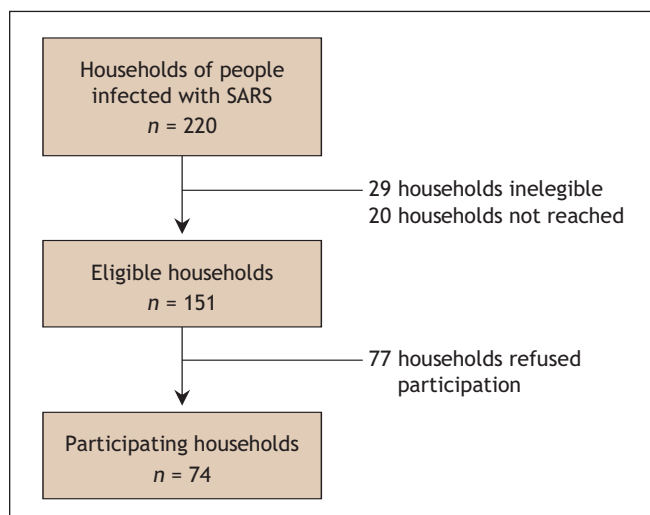 Households of people
infected with SARS
n = 220
29 households inelegible
20 households not reached
Eligible households
n = 151
77 households refused
participation
Participating households
n = 74